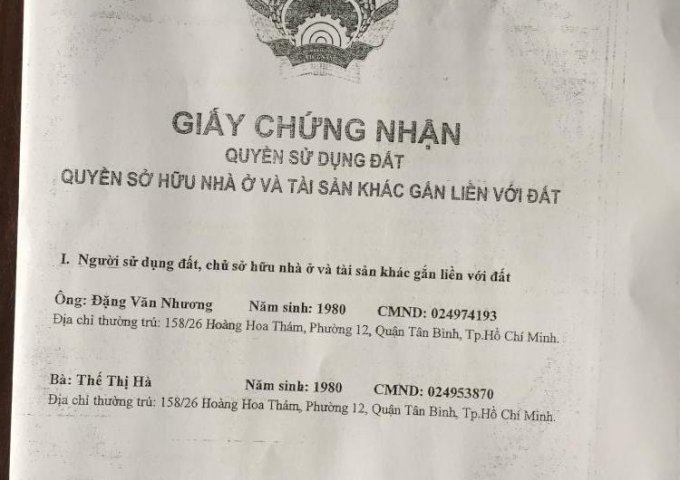 GIẤY CHỨNG NHẬN
QUYỀN SỬ DỤNG ĐẤT
QUYỀN SỞ HỮU NHÀ Ở VÀ TÀI SẢN KHÁC GẮN LIỀN VỚI ĐẤT
I. Người sử dụng đất, chủ sở hữu nhà ở và tài sản khác gắn liền với đất
Ông: Đặng Văn Nhương Năm sinh: 1980 CMND: 024974193
Địa chỉ thường trú: 158/26 Hoàng Hoa Thám, Phường 12, Quận Tân Bình, Tp.Hồ Chí Minh.
Bà: Thế Thị Hà Năm sinh: 1980 CMND: 024953870
Địa chỉ thường trú: 158/26 Hoàng Hoa Thám, Phường 12, Quận Tân Bình, Tp.Hồ Chí Minh.